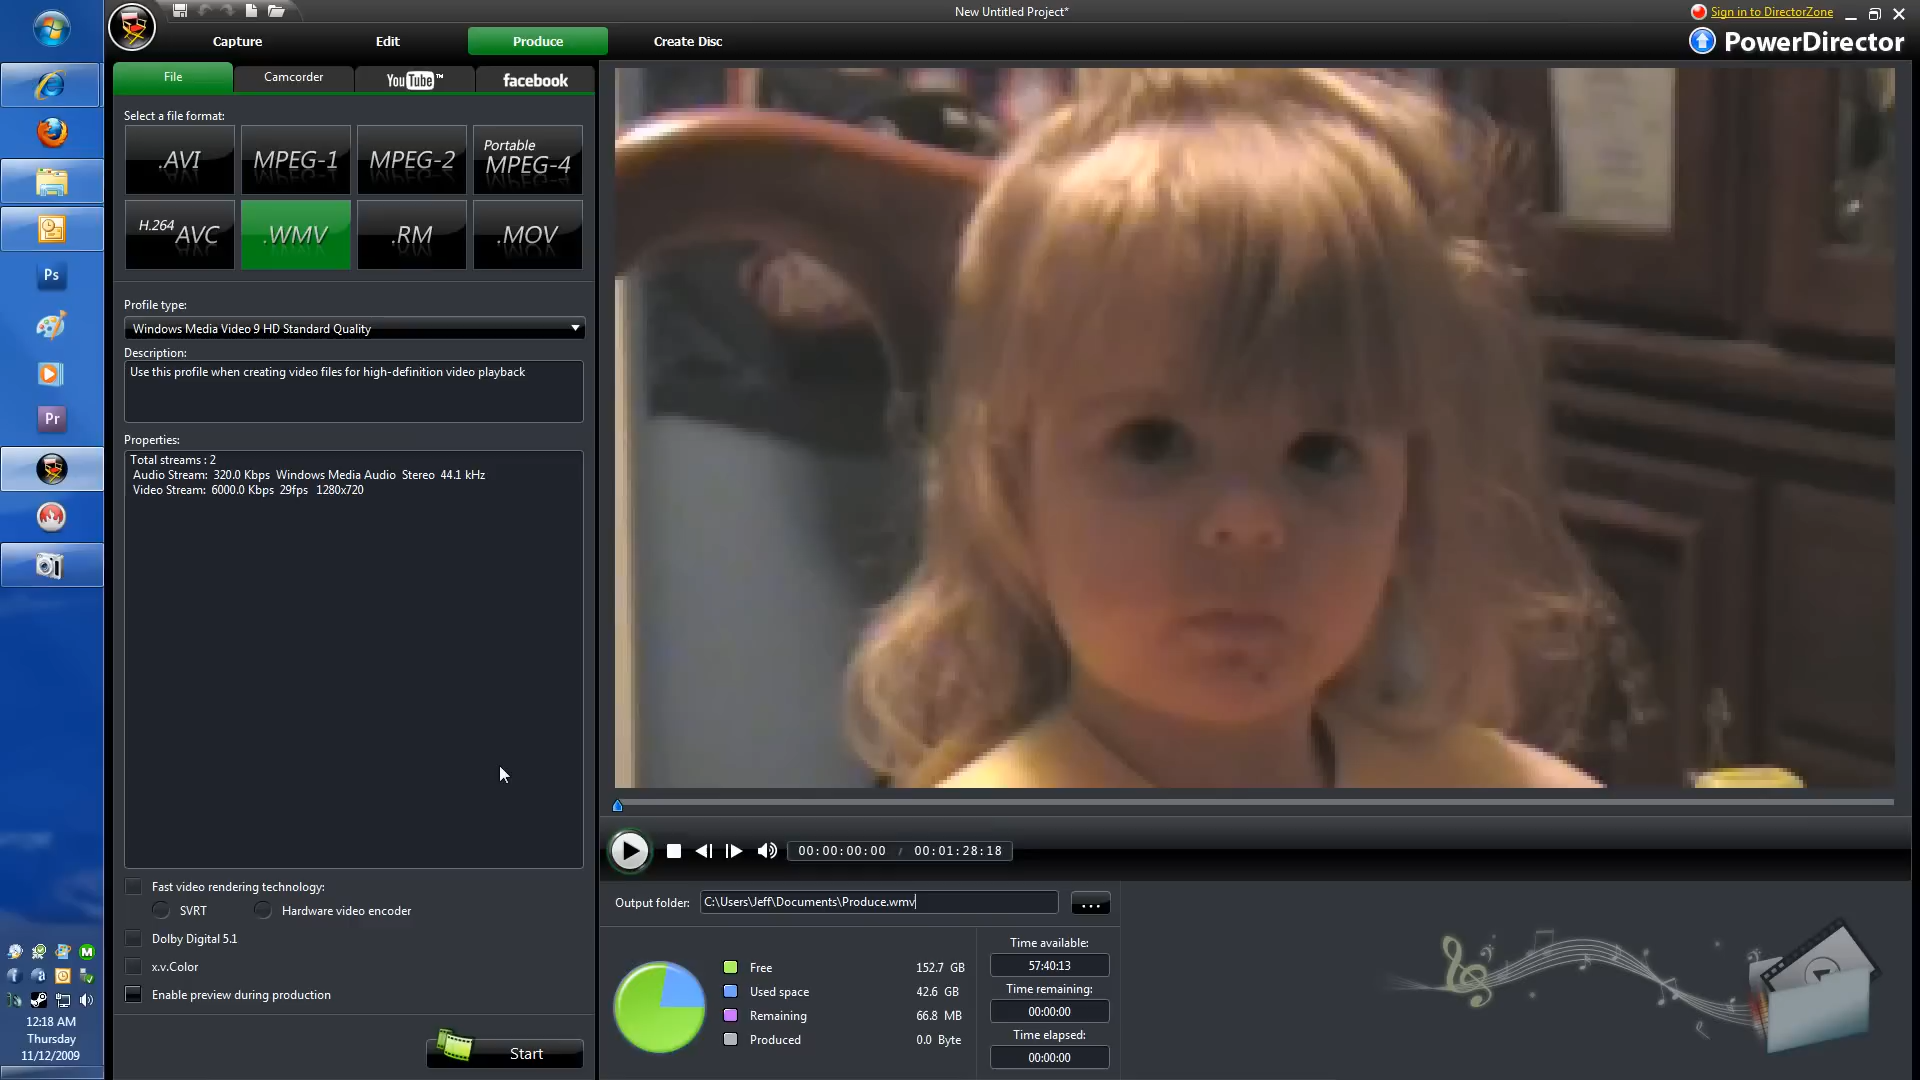 New Untitled Project*
Sign in to DirectorZone
PowerDirector
Capture
Edit
Produce
Create Disc
File
Camcorder
YouTube™
facebook
Select a file format:
.AVI
MPEG-1
MPEG-2
Portable
MPEG-4
H.264 AVC
.WMV
.RM
.MOV
Profile type:
Windows Media Video 9 HD Standard Quality
Description:
Use this profile when creating video files for high-definition video playback
Properties:
Total streams : 2
Audio Stream: 320.0 Kbps Windows Media Audio Stereo 44.1 kHz
Video Stream: 6000.0 Kbps 29fps 1280x720
Fast video rendering technology:
SVRT
Hardware video encoder
Dolby Digital 5.1
x.v.Color
Enable preview during production
Start
00:00:00:00 / 00:01:28:18
Output folder: C:\Users\Jeff\Documents\Produce.wmv
...
Free 152.7 GB
Used space 42.6 GB
Remaining 66.8 MB
Produced 0.0 Byte
Time available:
57:40:13
Time remaining:
00:00:00
Time elapsed:
00:00:00
Ps
Pr
12:18 AM
Thursday
11/12/2009